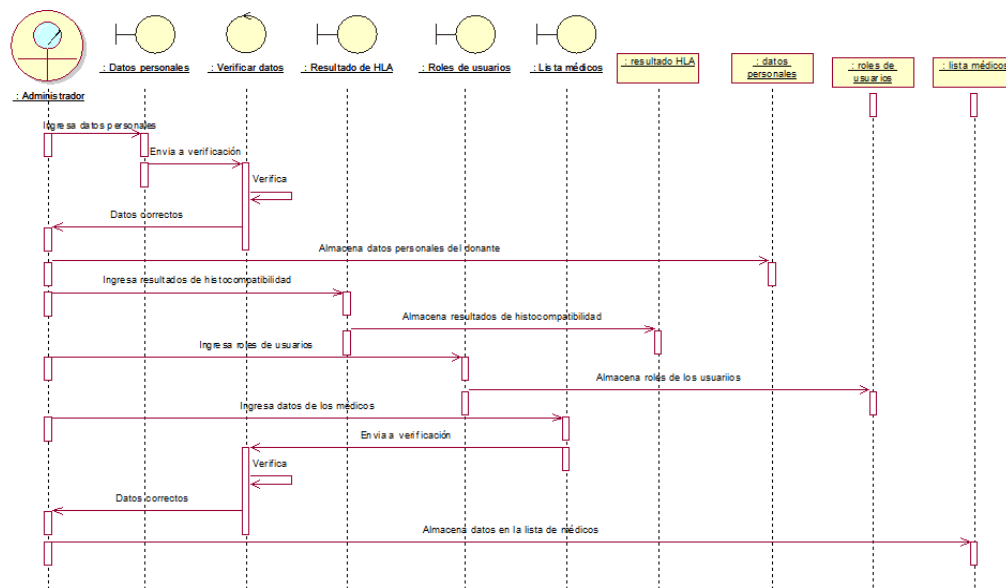 : Administrador
: Datos personales
: Verificar datos
: Resultado de HLA
: Roles de usuarios
: Lista médicos
: resultado HLA
: datos
personales
: roles de
usuarios
: lista médicos
Ingresa datos personales
Envia a verificación
Verifica
Datos correctos
Almacena datos personales del donante
Ingresa resultados de histocompatibilidad
Almacena resultados de histocompatibilidad
Ingresa roles de usuarios
Almacena roles de los usuariios
Ingresa datos de los médicos
Envia a verificación
Verifica
Datos correctos
Almacena datos en la lista de médicos